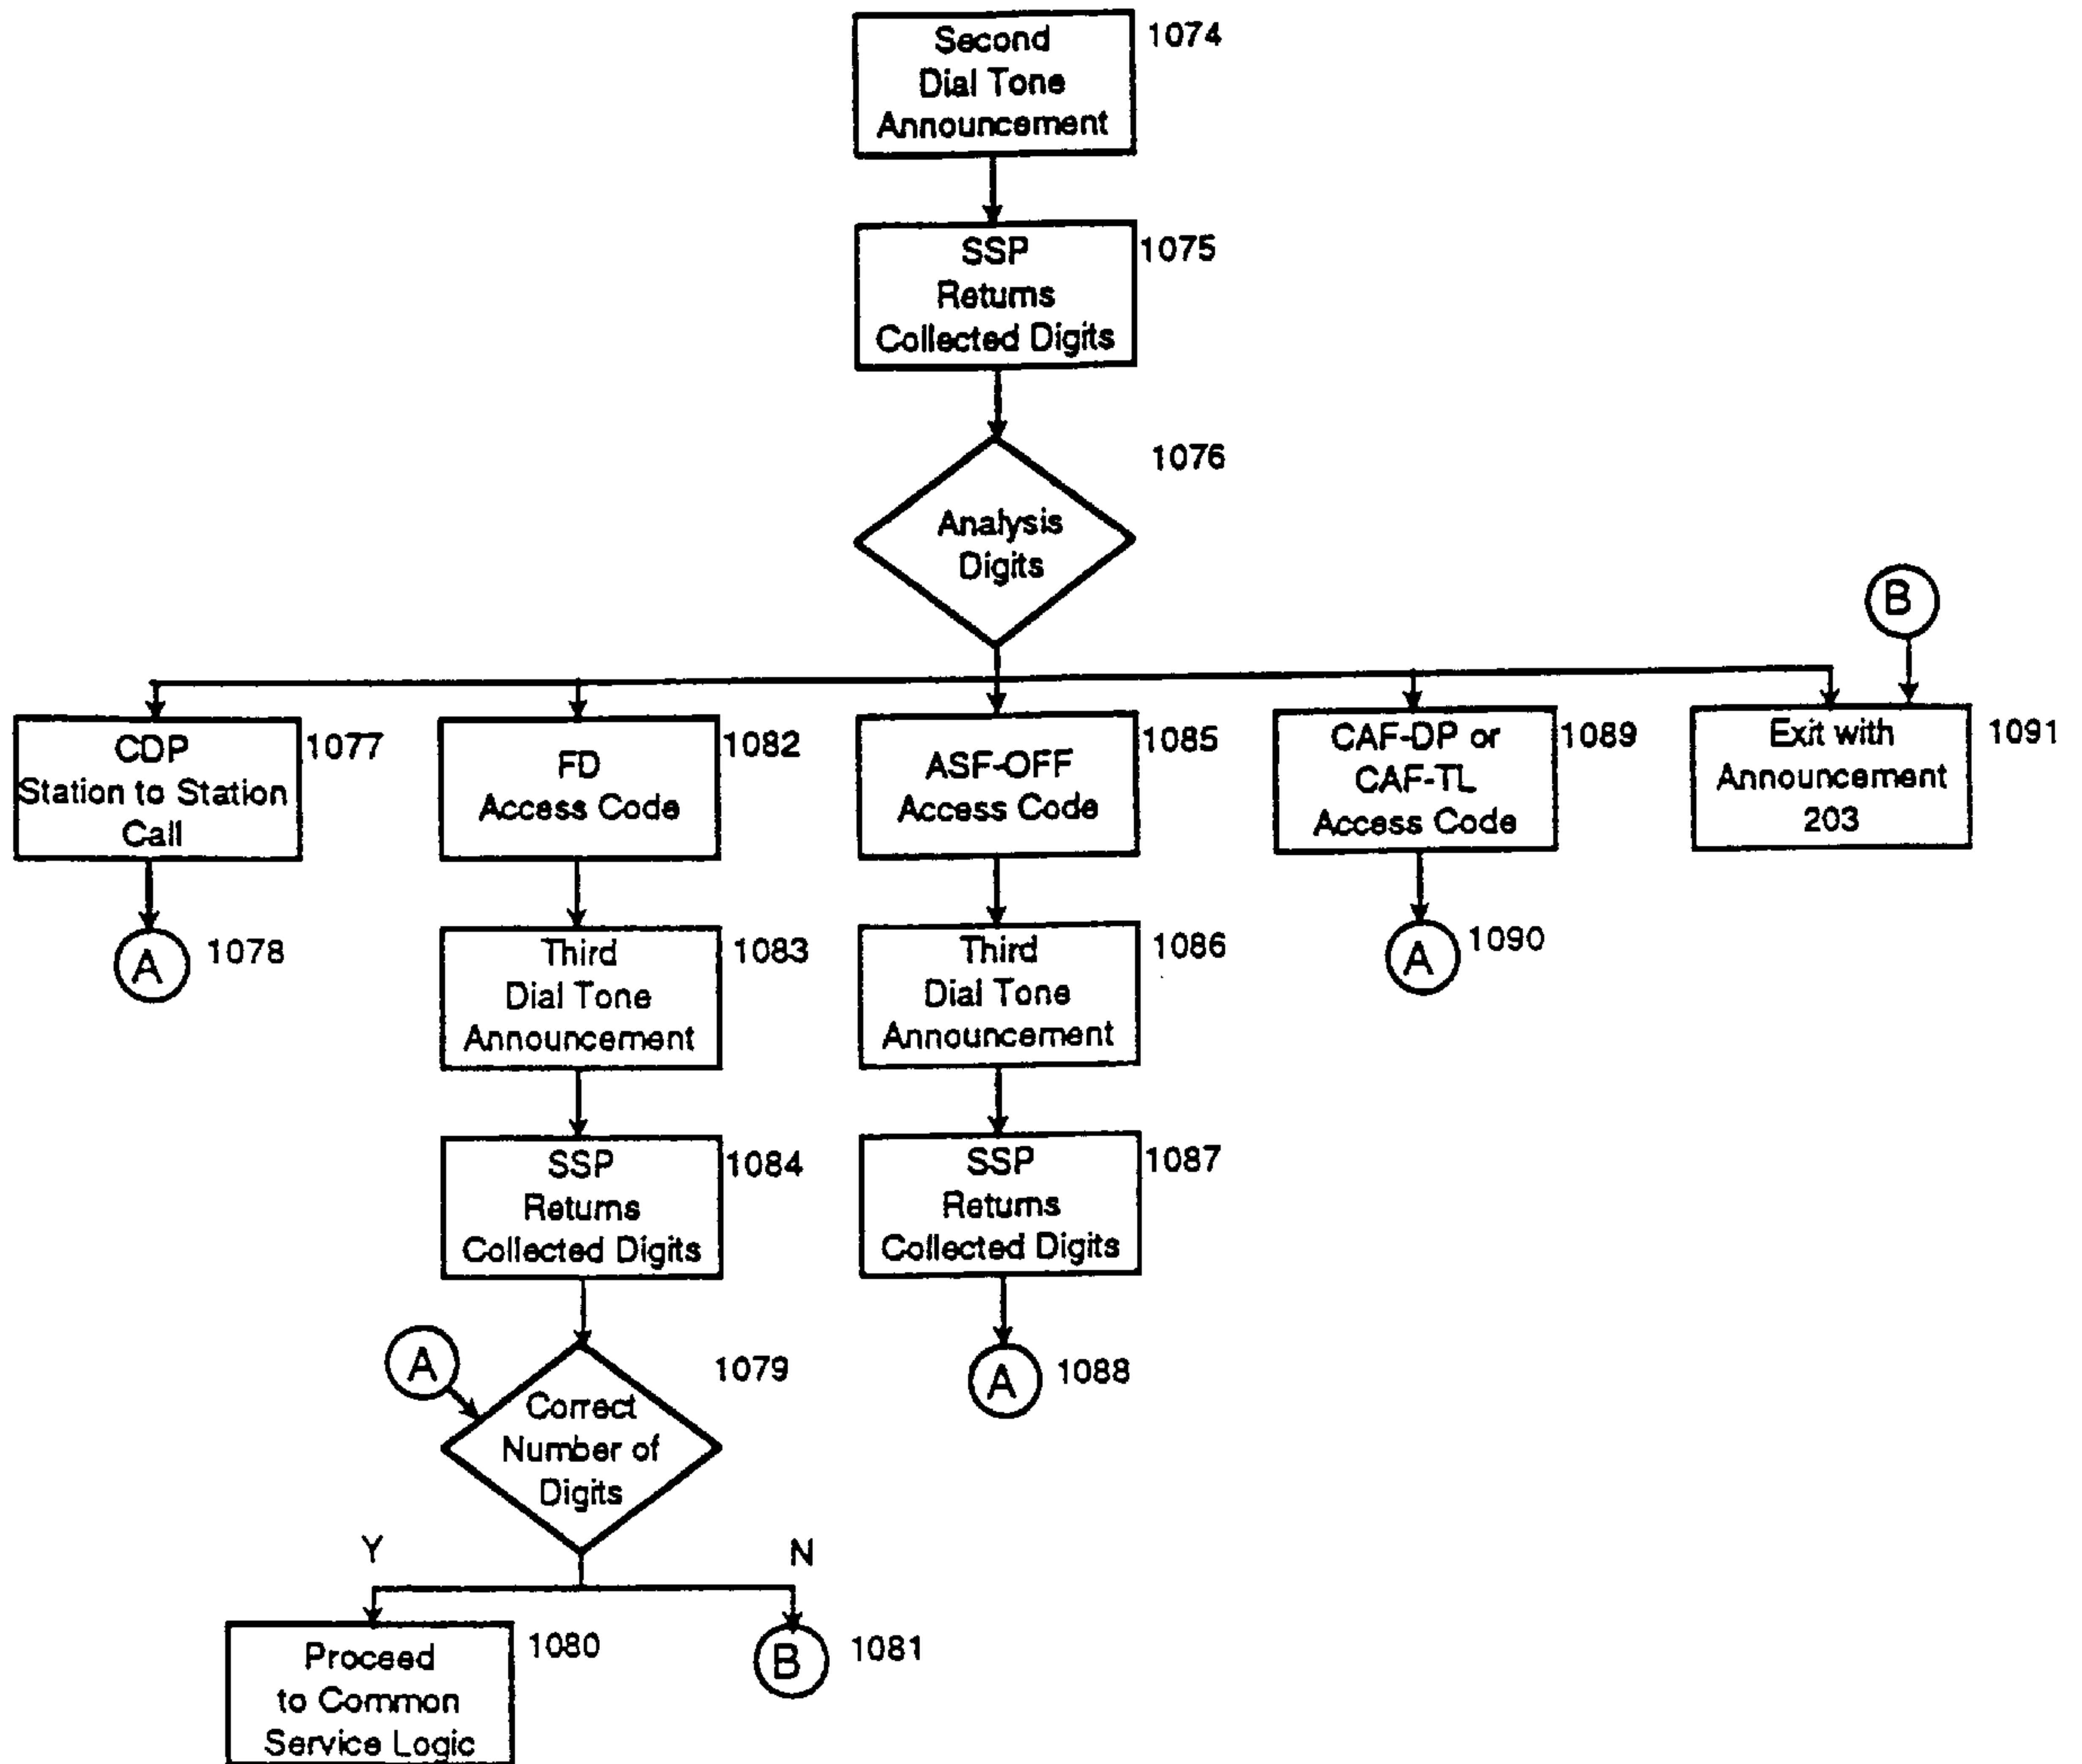 Second
Dial Tone
Announcement
1074
SSP
Returns
Collected Digits
1075
Analysis
Digits
1076
B
CDP
Station to Station
Call
1077
FD
Access Code
1082
ASF-OFF
Access Code
1085
CAF-DP or
CAF-TL
Access Code
1089
Exit with
Announcement
203
1091
A
1078
Third
Dial Tone
Announcement
1083
Third
Dial Tone
Announcement
1086
A
1090
SSP
Returns
Collected Digits
1084
SSP
Returns
Collected Digits
1087
A
Correct
Number of
Digits
1079
A
1088
Y
N
Proceed
to Common
Service Logic
1080
B
1081